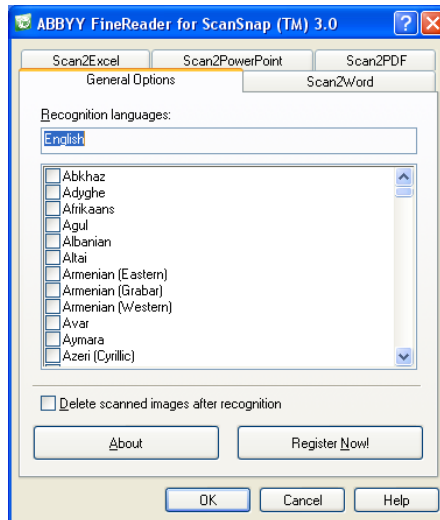 ABBYY FineReader for ScanSnap (TM) 3.0
Scan2Excel Scan2PowerPoint Scan2PDF
General Options Scan2Word
Recognition languages:
English
Abkhaz
Adyghe
Afrikaans
Agul
Albanian
Altai
Armenian (Eastern)
Armenian (Grabar)
Armenian (Western)
Avar
Aymara
Azeri (Cyrillic)
Delete scanned images after recognition
About Register Now!
OK Cancel Help